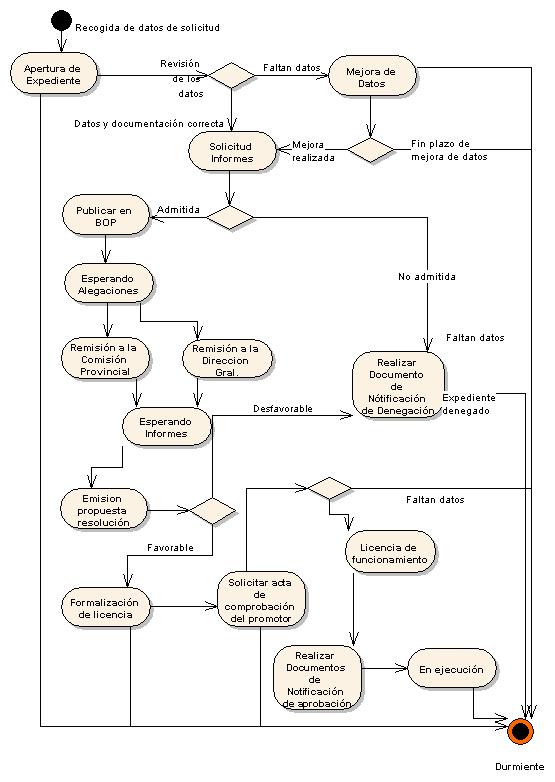 Recogida de datos de solicitud
Apertura de
Expediente
Revisión
de los
datos
Faltan datos
Mejora de
Datos
Datos y documentación correcta
Solicitud
Informes
Mejora
realizada
Fin plazo de
mejora de datos
Publicar en
BOP
Admitida
No admitida
Esperando
Alegaciones
Faltan datos
Remisión a la
Comisión
Provincial
Remisión a la
Direccion
Gral.
Realizar
Documento
de
Nótificación
de Denegación
Expediente
denegado
Esperando
Informes
Desfavorable
Emision
propuesta
resolución
Faltan datos
Favorable
Licencia de
funcionamiento
Formalización
de licencia
Solicitar acta
de
comprobación
del promotor
Realizar
Documentos
de
Notificación
de aprobación
En ejecución
Durmiente